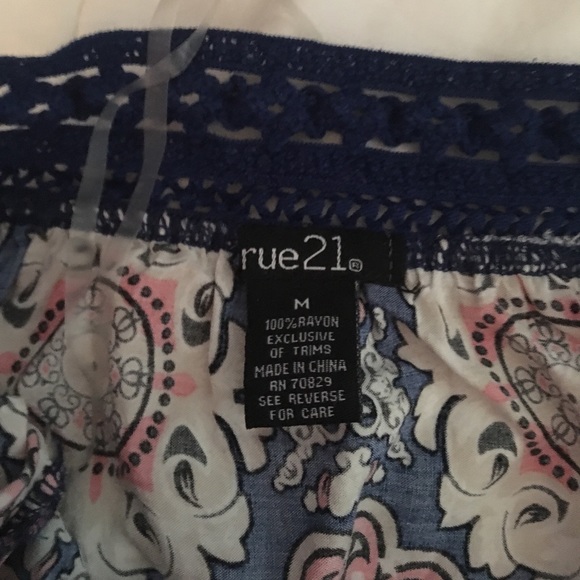 rue21®
M
100%RAYON
EXCLUSIVE
OF TRIMS
MADE IN CHINA
RN 70829
SEE REVERSE
FOR CARE